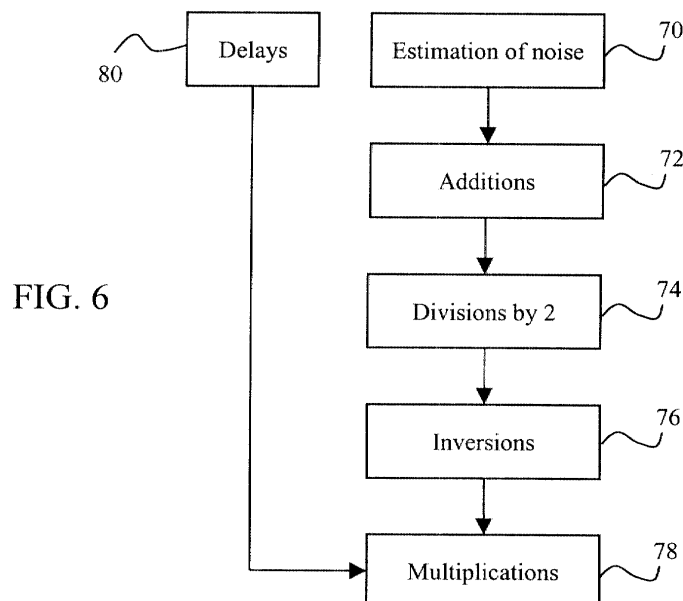 Delays
80
Estimation of noise
70
Additions
72
FIG. 6
Divisions by 2
74
Inversions
76
Multiplications
78